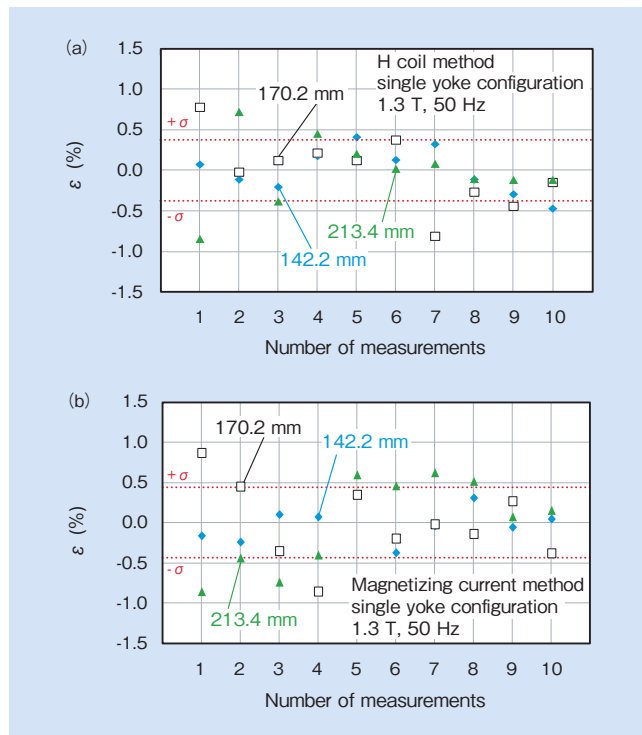 (a)
1.5
1.0
0.5
0.0
-0.5
-1.0
-1.5
ε (%)
+σ
-σ
H coil method
single yoke configuration
1.3 T, 50 Hz
170.2 mm
213.4 mm
142.2 mm
1 2 3 4 5 6 7 8 9 10
Number of measurements
(b)
1.5
1.0
0.5
0.0
-0.5
-1.0
-1.5
ε (%)
+σ
-σ
170.2 mm
142.2 mm
213.4 mm
Magnetizing current method
single yoke configuration
1.3 T, 50 Hz
1 2 3 4 5 6 7 8 9 10
Number of measurements